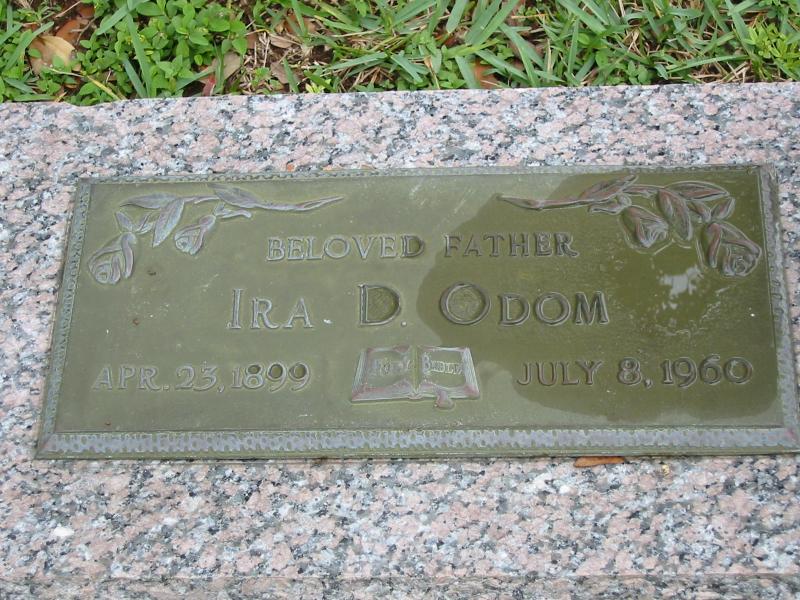 BELOVED FATHER
IRA D. ODOM
HOLY BIBLE
APR. 23, 1899 JULY 8, 1960